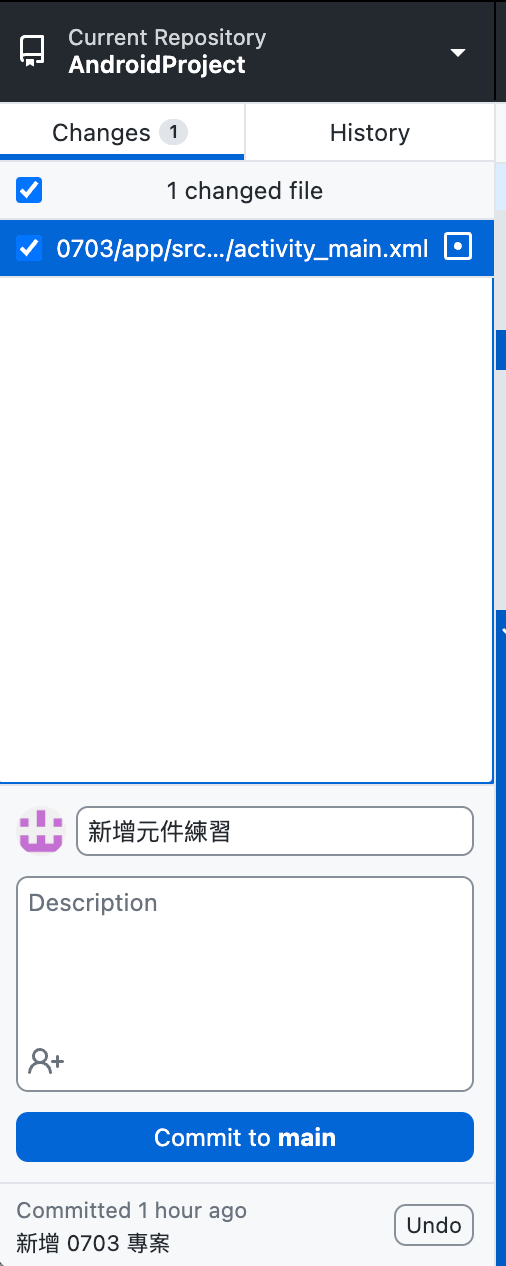 Current Repository
AndroidProject
Changes 1
History
1 changed file
0703/app/src.../activity_main.xml
新增元件練習
Description
Commit to main
Committed 1 hour ago
新增 0703 專案
Undo